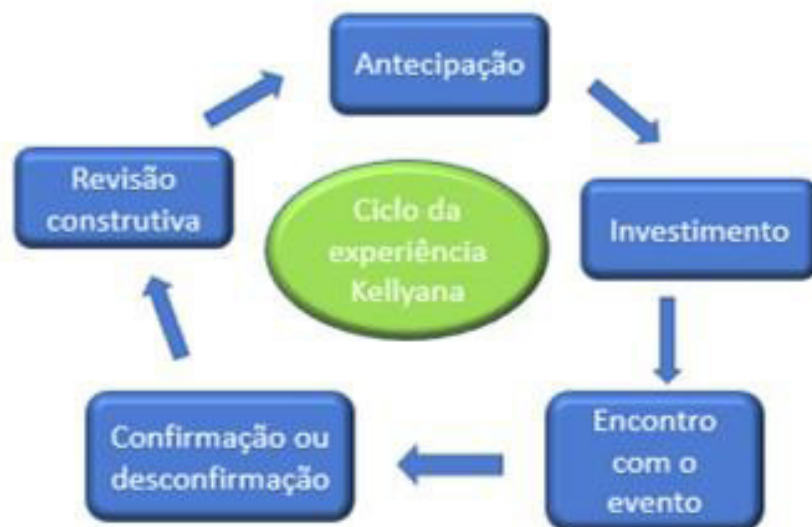 Antecipação
Investimento
Encontro
com o
evento
Confirmação ou
desconfirmação
Revisão
construtiva
Ciclo da
experiência
Kellyana